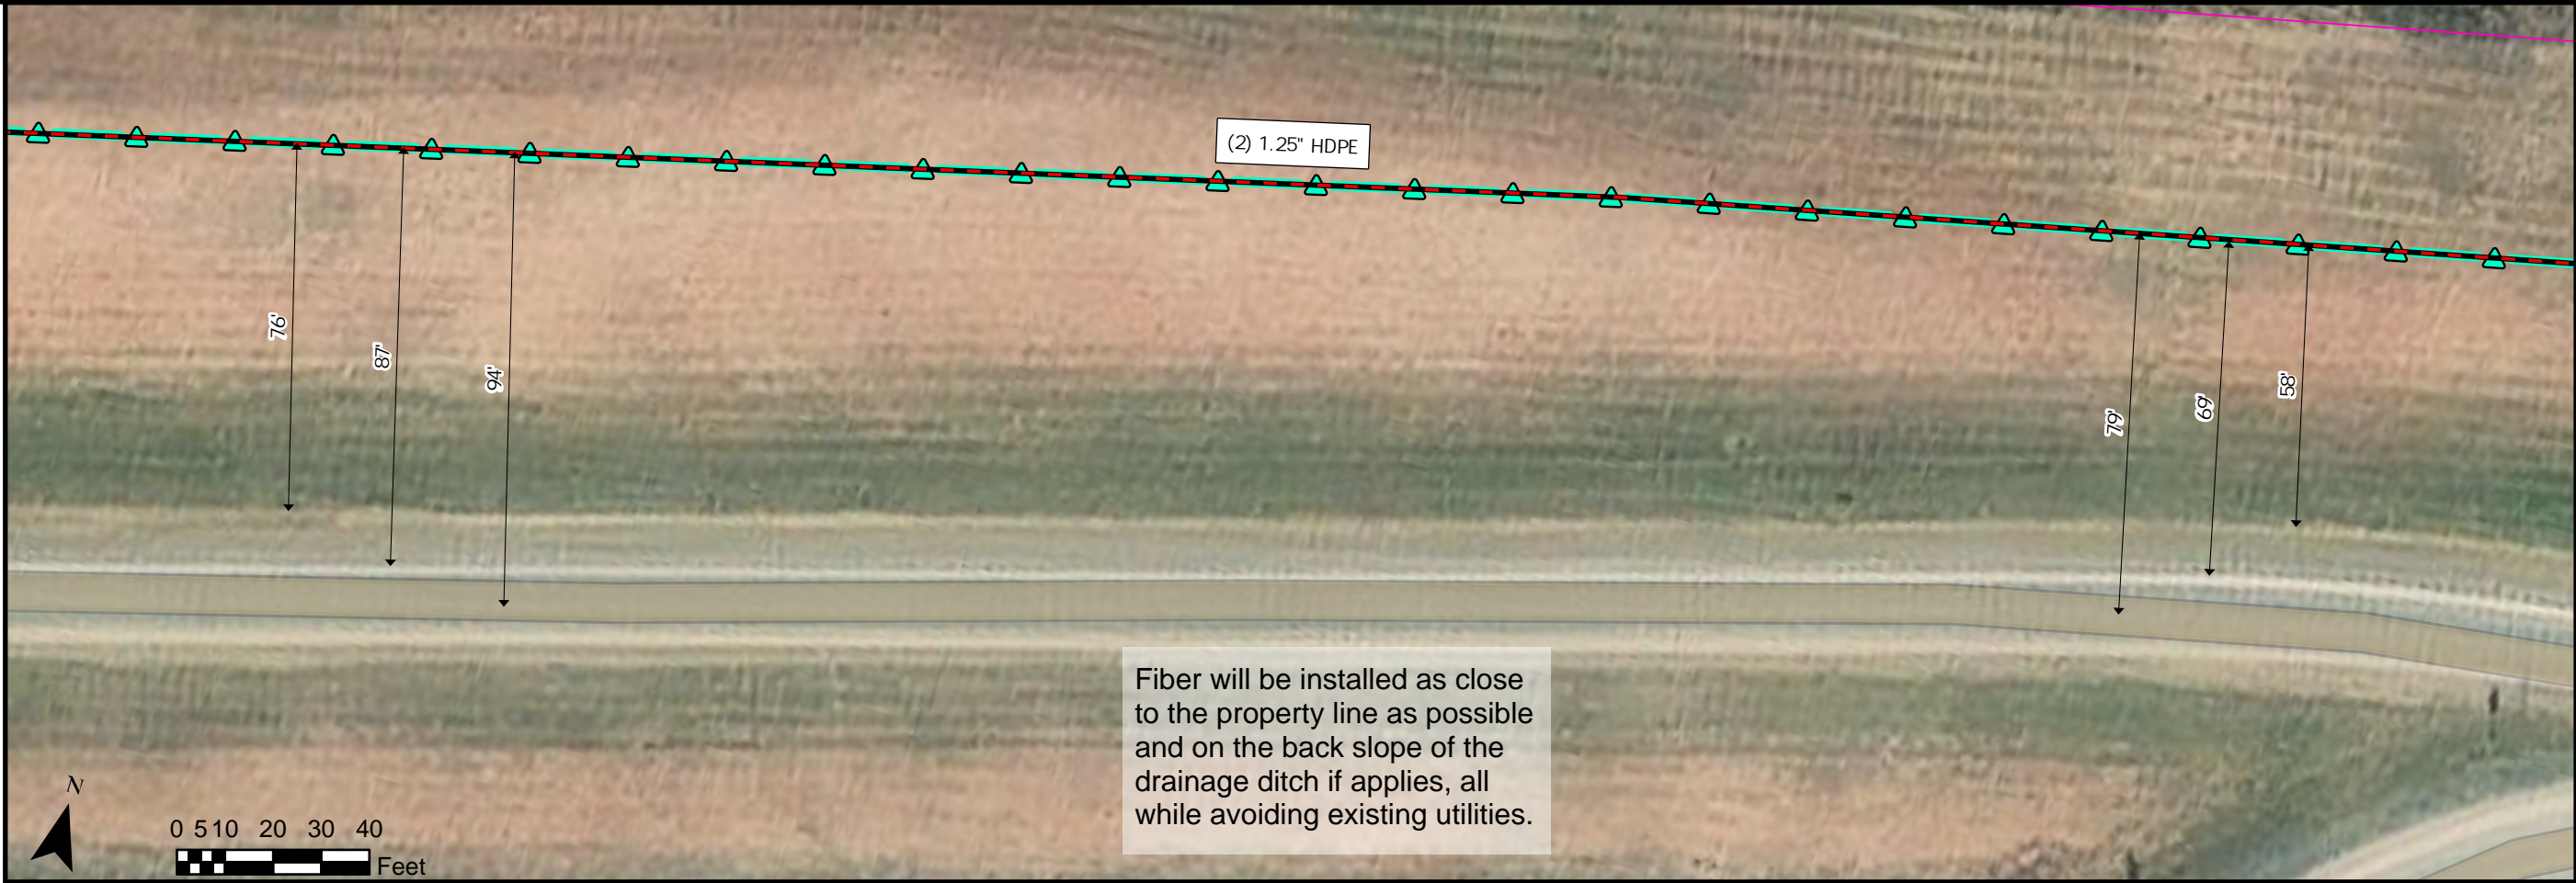 (2) 1.25" HDPE
76'
87'
94'
79'
69'
58'
Fiber will be installed as close
to the property line as possible
and on the back slope of the
drainage ditch if applies, all
while avoiding existing utilities.
N
0 5 10 20 30 40
Feet